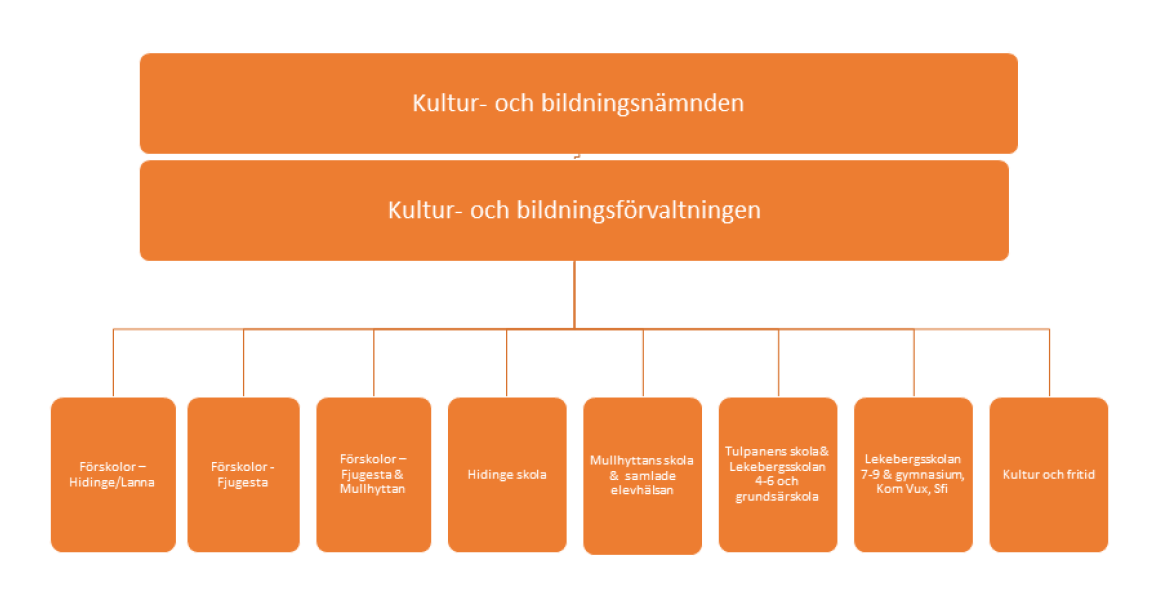 Kultur- och bildningsnämnden
Kultur- och bildningsförvaltningen
Förskolor –
Hidinge/Lanna
Förskolor -
Fjugesta
Förskolor –
Fjugesta &
Mullhyttan
Hidinge skola
Mullhyttans skola
& samlade
elevhälsan
Tulpanens skola&
Lekebergsskolan
4-6 och
grundsärskola
Lekebergsskolan
7-9 & gymnasium,
Kom Vux, Sfi
Kultur och fritid